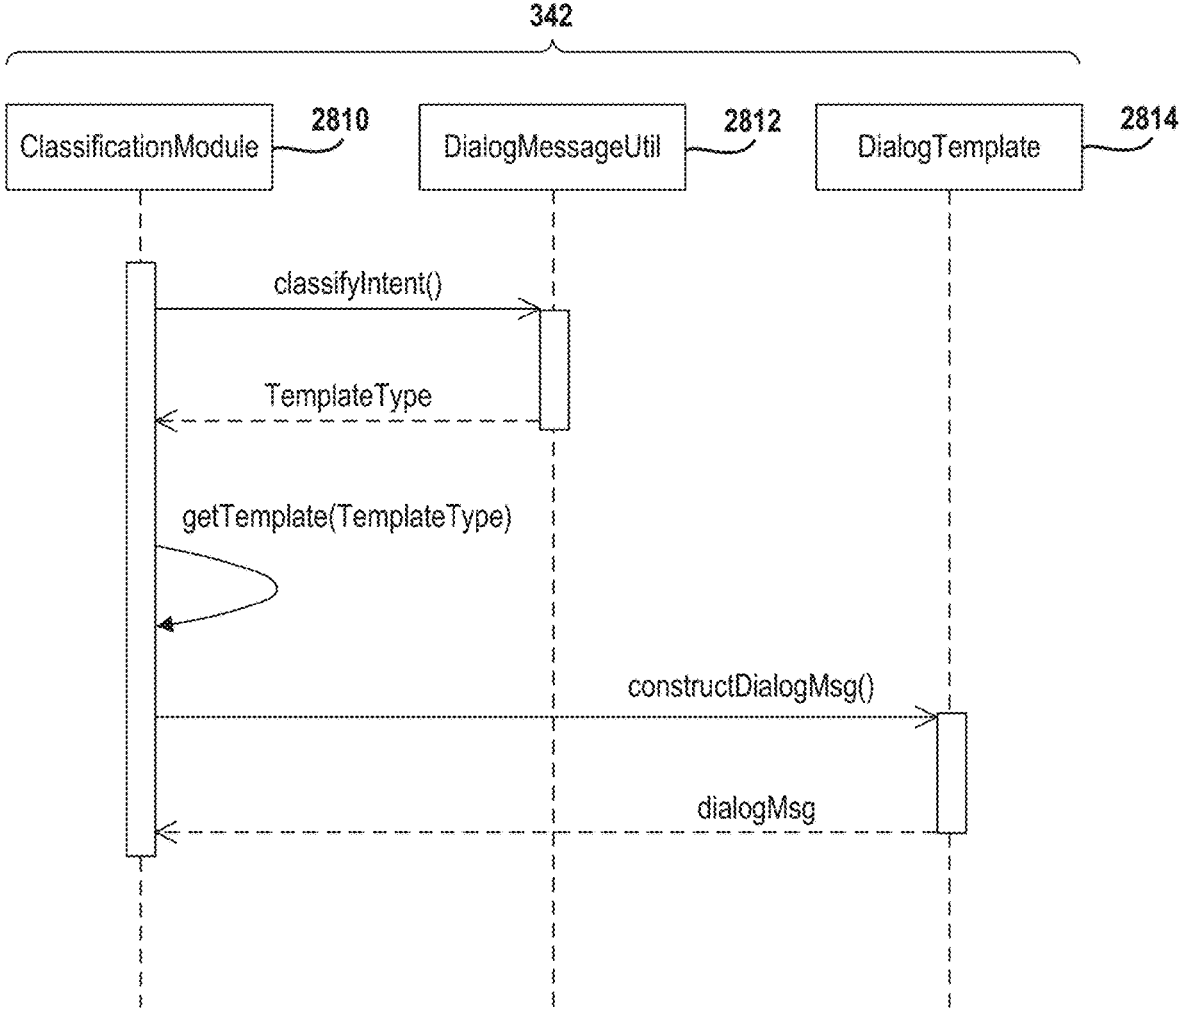 342
ClassificationModule
2810
DialogMessageUtil
2812
DialogTemplate
2814
classifyIntent()
TemplateType
getTemplate(TemplateType)
constructDialogMsg()
dialogMsg